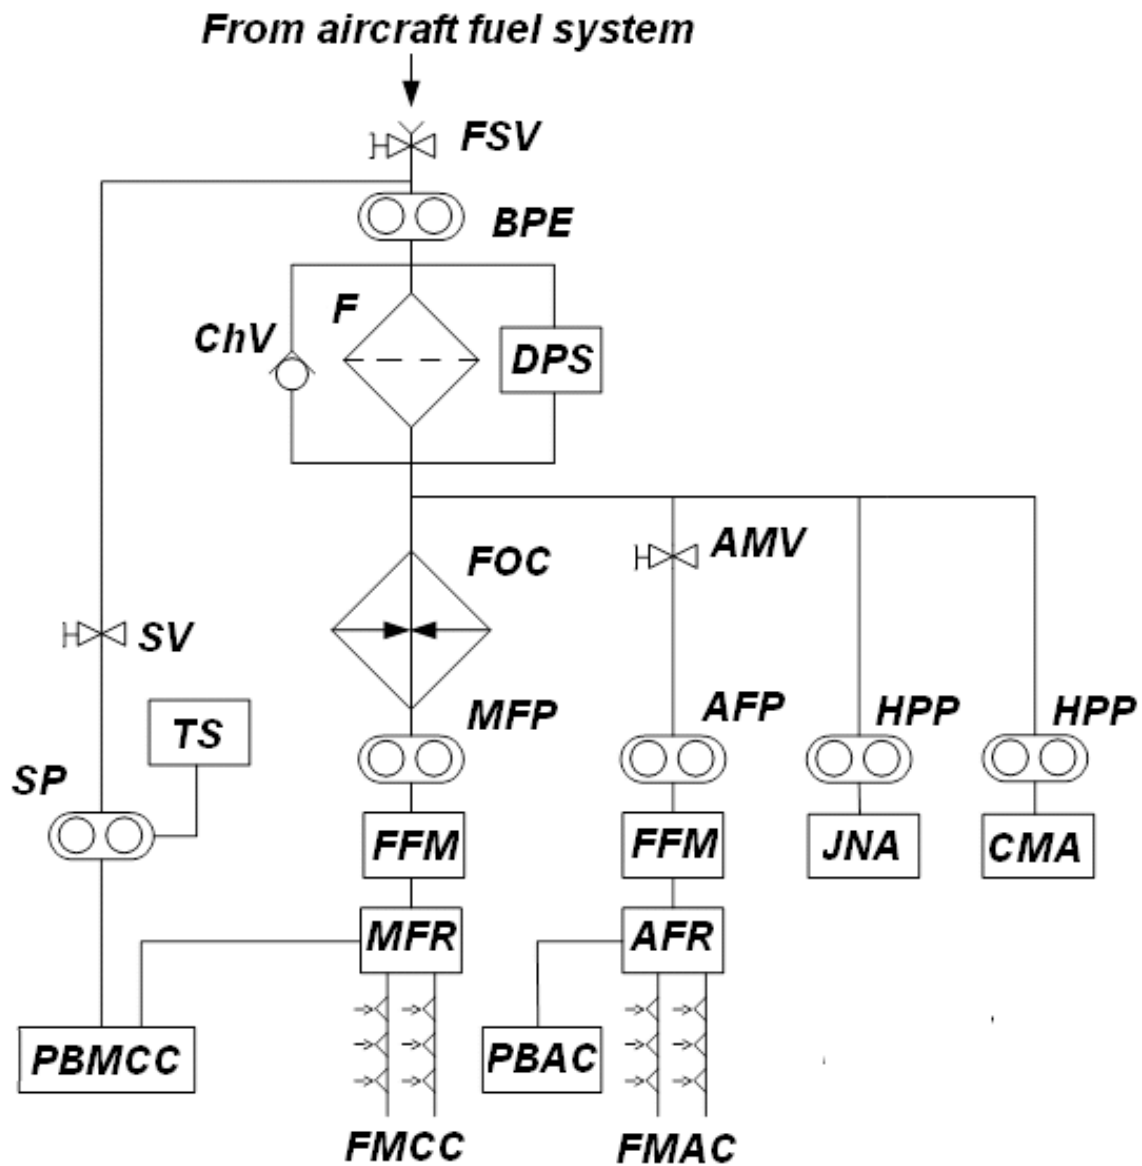 From aircraft fuel system
FSV
BPE
F
ChV
DPS
AMV
FOC
SV
MFP
AFP
HPP
HPP
TS
SP
FFM
FFM
JNA
CMA
MFR
AFR
PBMCC
PBAC
FMCC
FMAC